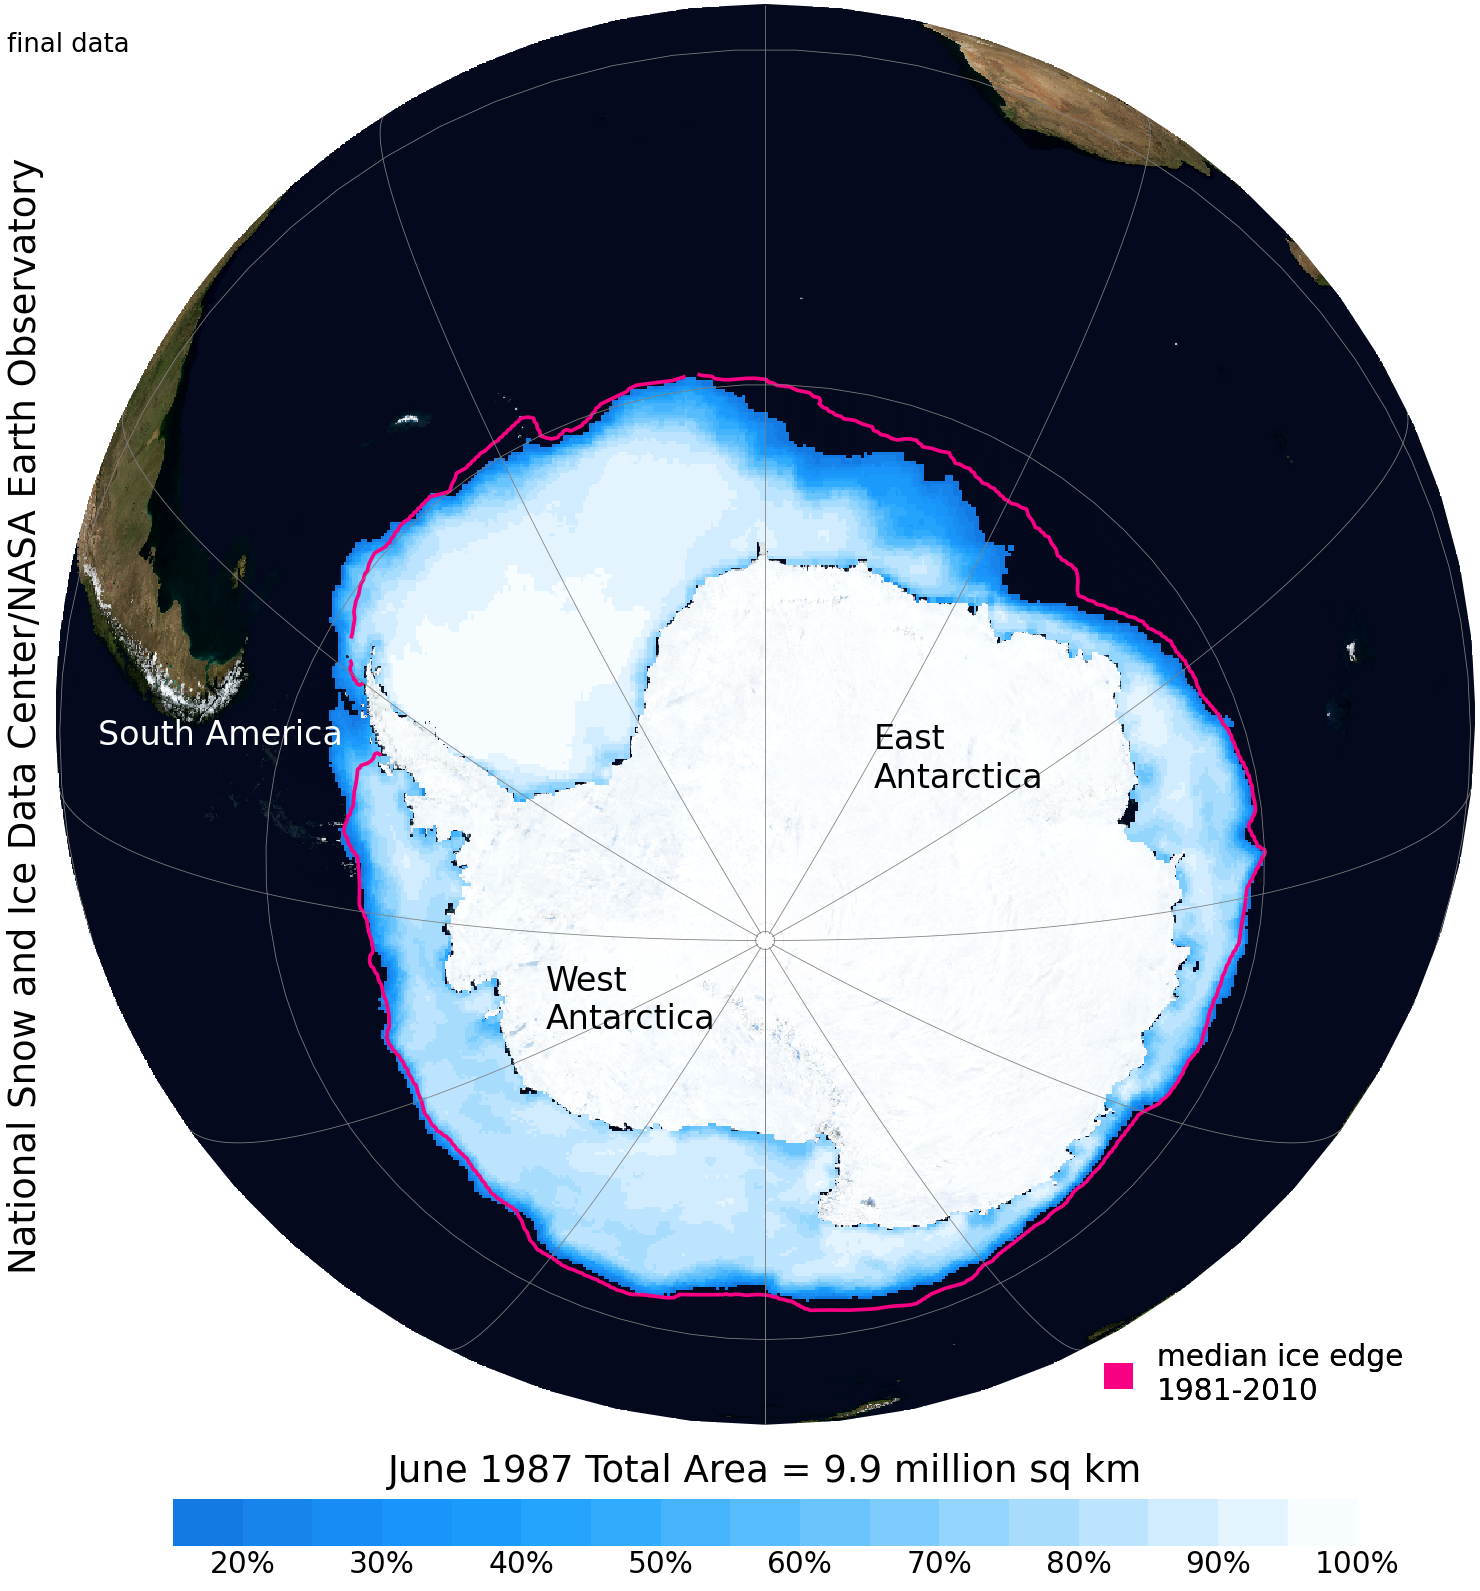 final data
National Snow and Ice Data Center/NASA Earth Observatory
South America
East
Antarctica
West
Antarctica
median ice edge
1981-2010
June 1987 Total Area = 9.9 million sq km
20% 30% 40% 50% 60% 70% 80% 90% 100%